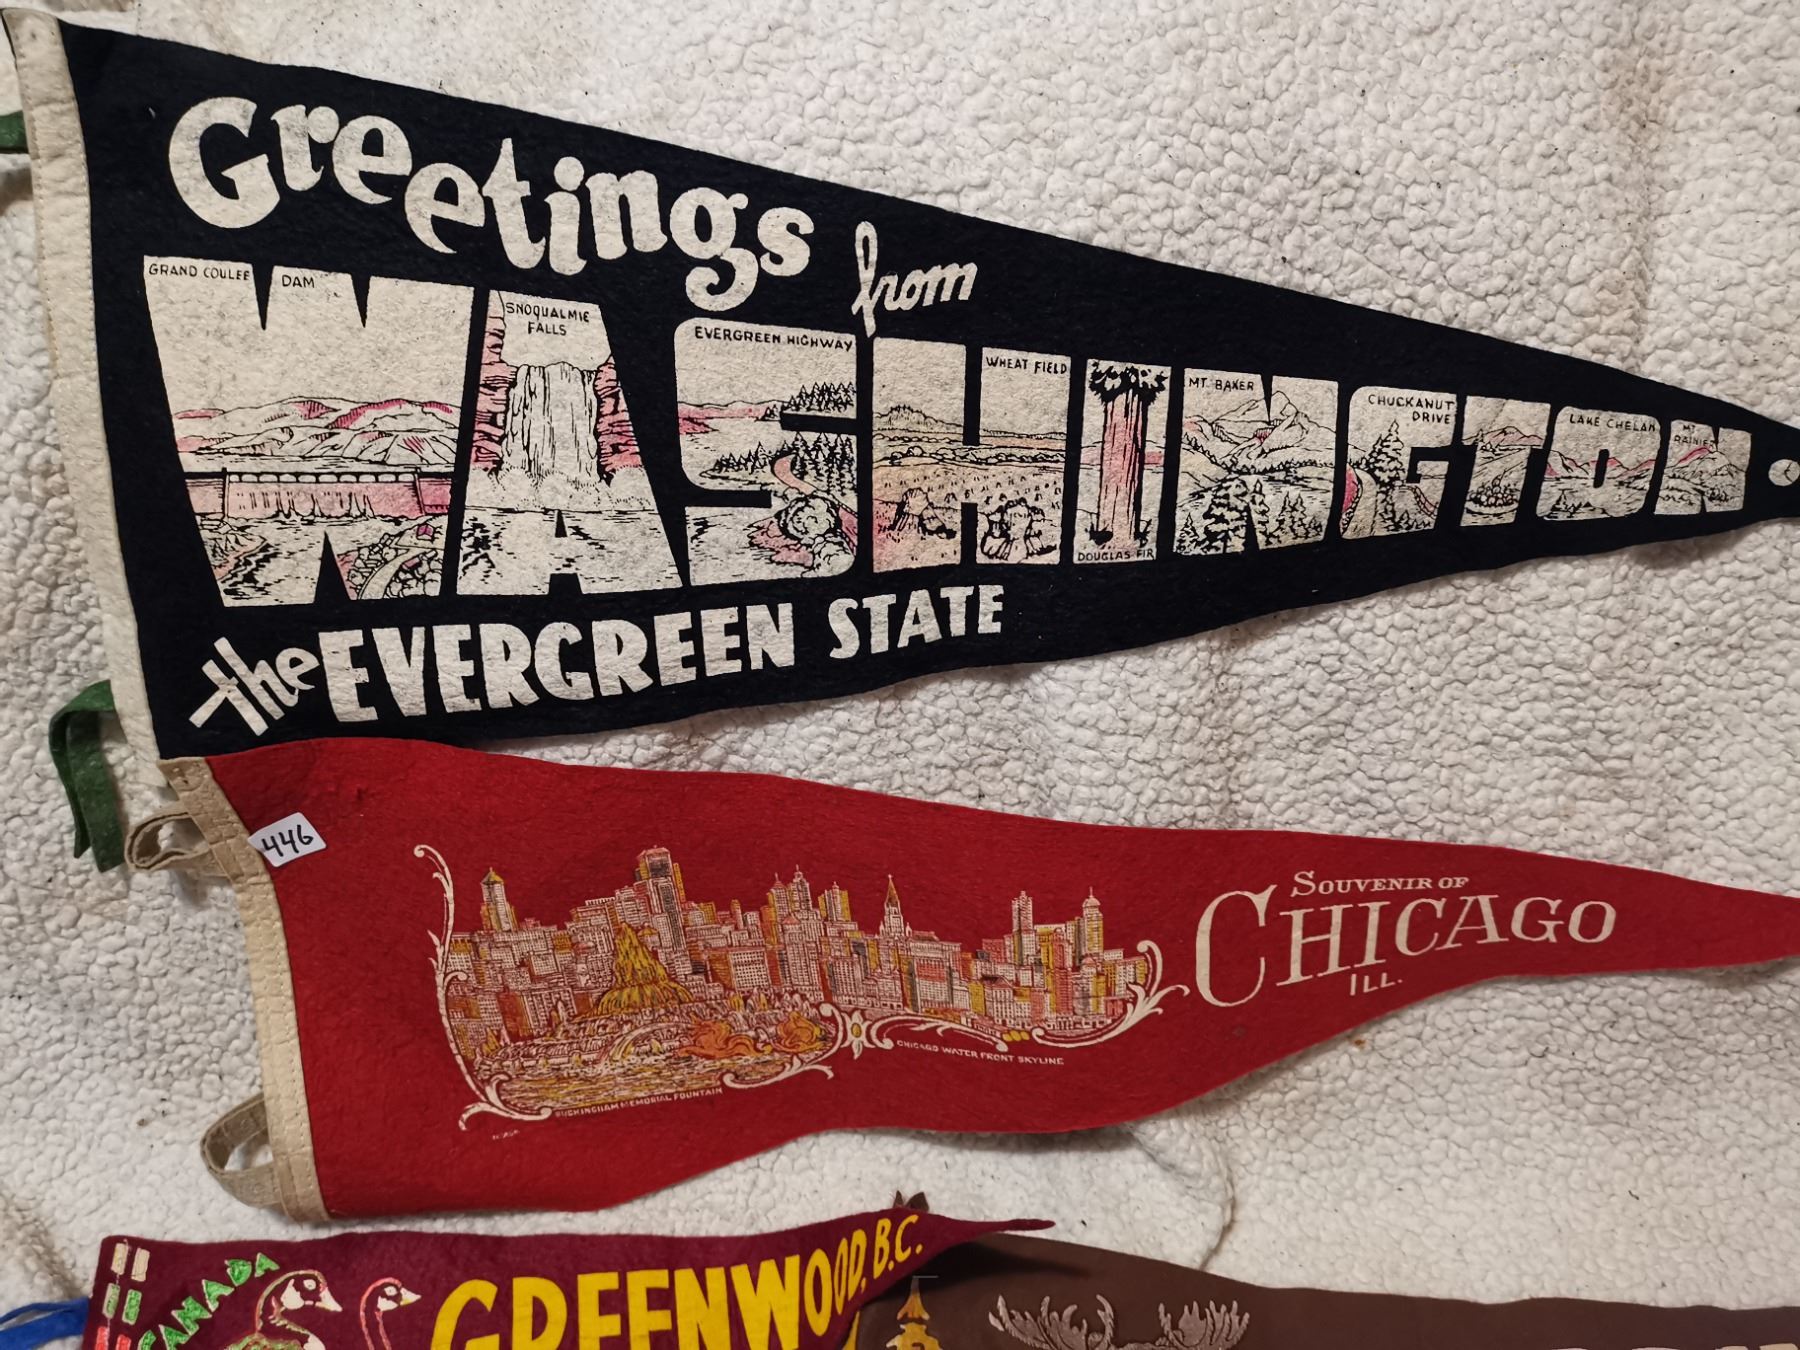 Greetings
from
GRAND COULEE DAM
SNOQUALMIE
FALLS
EVERGREEN HIGHWAY
WHEAT FIELD
DOUGLAS FIR
MT. BAKER
CHUCKANUT
DRIVE
LAKE CHELAN
MT.
RAINIER
WASHINGTON
the EVERGREEN STATE
446
SOUVENIR OF
CHICAGO
ILL.
CHICAGO WATER FRONT SKYLINE
BUCKINGHAM MEMORIAL FOUNTAIN
CANADA
GREENWOOD, B.C.